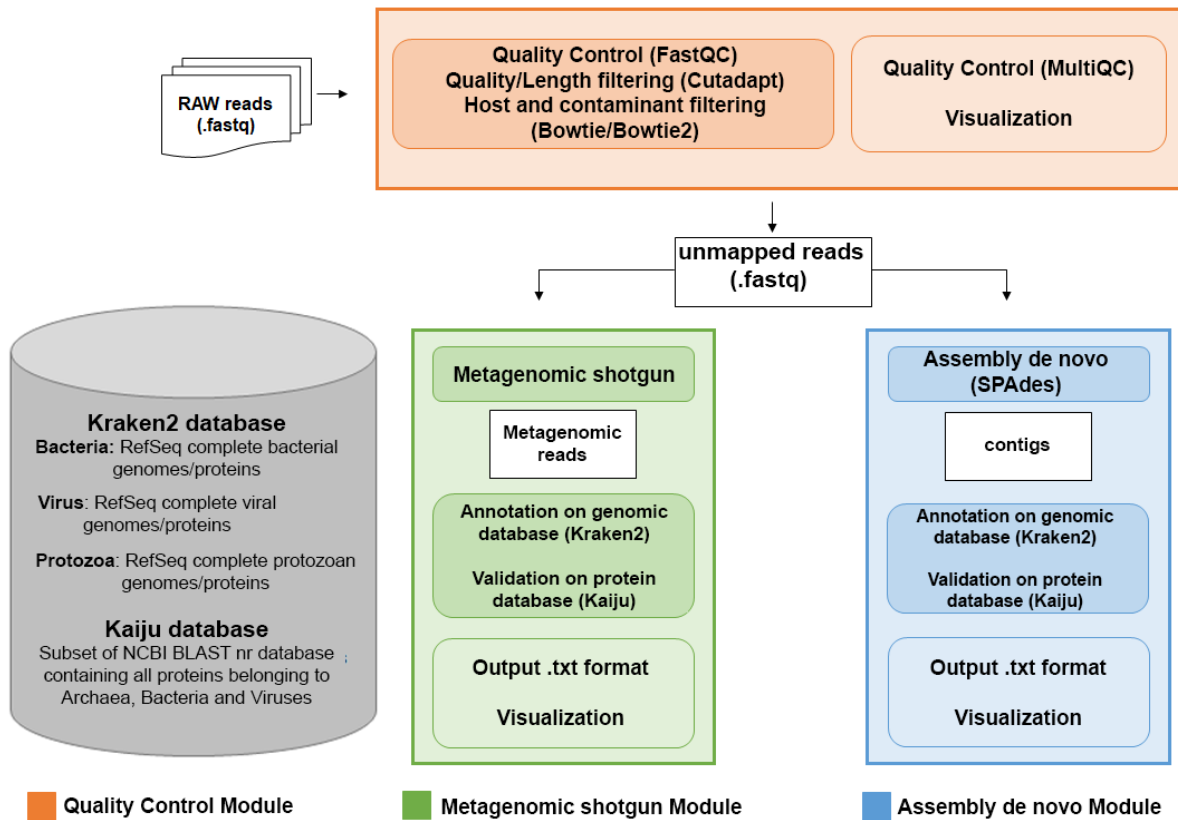 RAW reads
(.fastq)
Quality Control (FastQC)
Quality/Length filtering (Cutadapt)
Host and contaminant filtering
(Bowtie/Bowtie2)
Quality Control (MultiQC)
Visualization
unmapped reads
(.fastq)
Kraken2 database
Bacteria: RefSeq complete bacterial
genomes/proteins
Virus: RefSeq complete viral
genomes/proteins
Protozoa: RefSeq complete protozoan
genomes/proteins
Kaiju database
Subset of NCBI BLAST nr database ;
containing all proteins belonging to
Archaea, Bacteria and Viruses
Metagenomic shotgun
Metagenomic
reads
Annotation on genomic
database (Kraken2)
Validation on protein
database (Kaiju)
Output .txt format
Visualization
Assembly de novo
(SPAdes)
contigs
Annotation on genomic
database (Kraken2)
Validation on protein
database (Kaiju)
Output .txt format
Visualization
Quality Control Module
Metagenomic shotgun Module
Assembly de novo Module